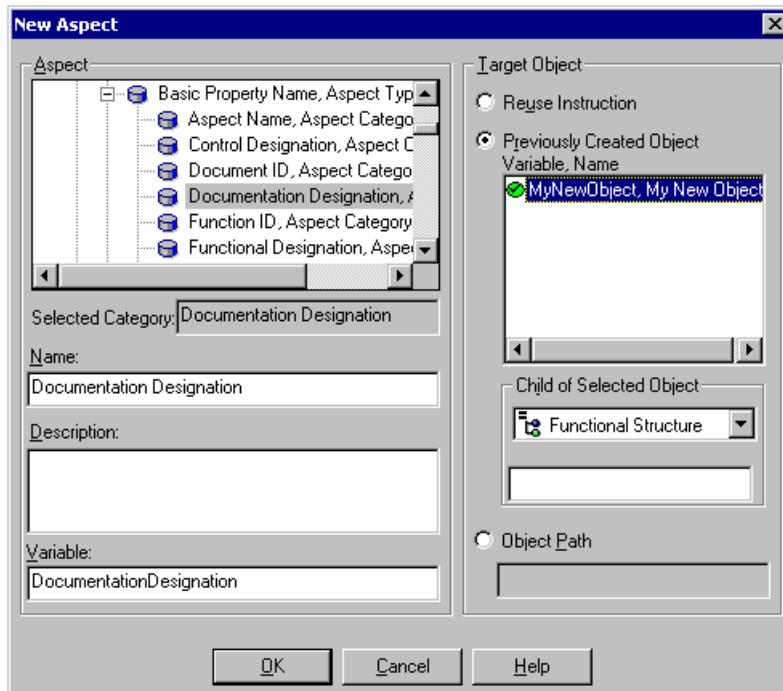 New Aspect
Aspect
Basic Property Name, Aspect Typ
Aspect Name, Aspect Catego
Control Designation, Aspect C
Document ID, Aspect Catego
Documentation Designation, A
Function ID, Aspect Category
Functional Designation, Aspe
Selected Category: Documentation Designation
Name:
Documentation Designation
Description:
Variable:
DocumentationDesignation
Target Object
Reuse Instruction
Previously Created Object
Variable, Name
MyNewObject, My New Object
Child of Selected Object
Functional Structure
Object Path
OK
Cancel
Help